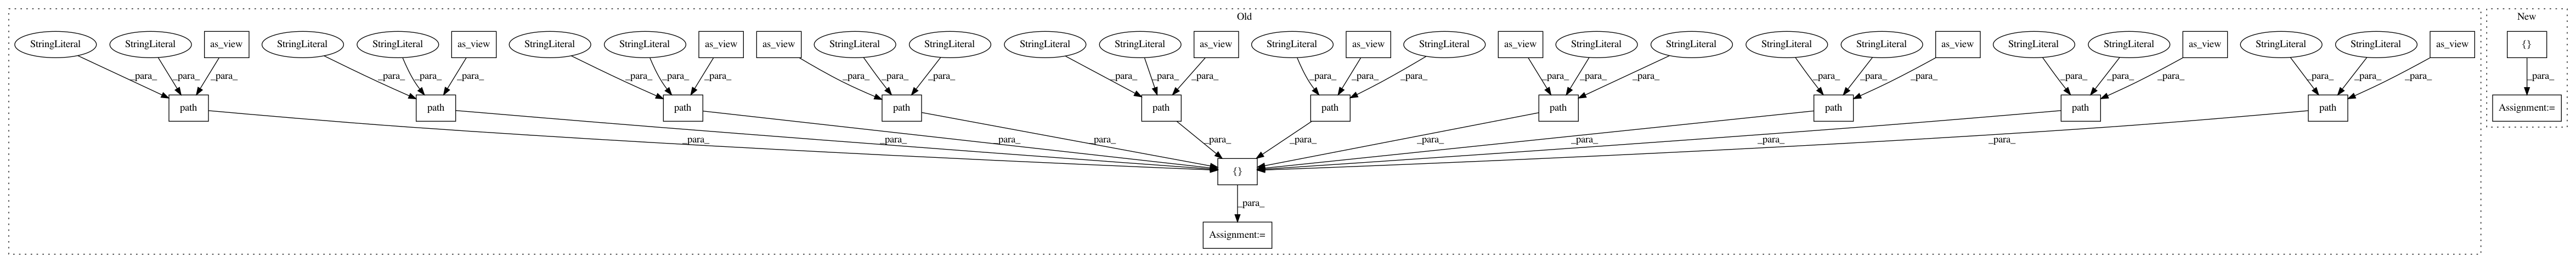 Old New
StringLiteral StringLiteral as_view StringLiteral StringLiteral as_view StringLiteral StringLiteral as_view as_view StringLiteral StringLiteral StringLiteral StringLiteral as_view StringLiteral as_view StringLiteral as_view StringLiteral StringLiteral StringLiteral StringLiteral as_view StringLiteral StringLiteral as_view StringLiteral StringLiteral as_view {}
_para_ _para_ _para_ _para_ _para_ _para_ _para_ _para_ _para_ _para_ _para_ _para_ _para_ _para_ _para_ _para_ _para_ _para_ _para_ _para_ _para_ _para_ _para_ _para_ _para_ _para_ _para_ _para_ _para_ _para_ _para_
path path path path path path path path path path Assignment:=
_para_ _para_ _para_ _para_ _para_ _para_ _para_ _para_ _para_ _para_
{}
_para_
Assignment:=